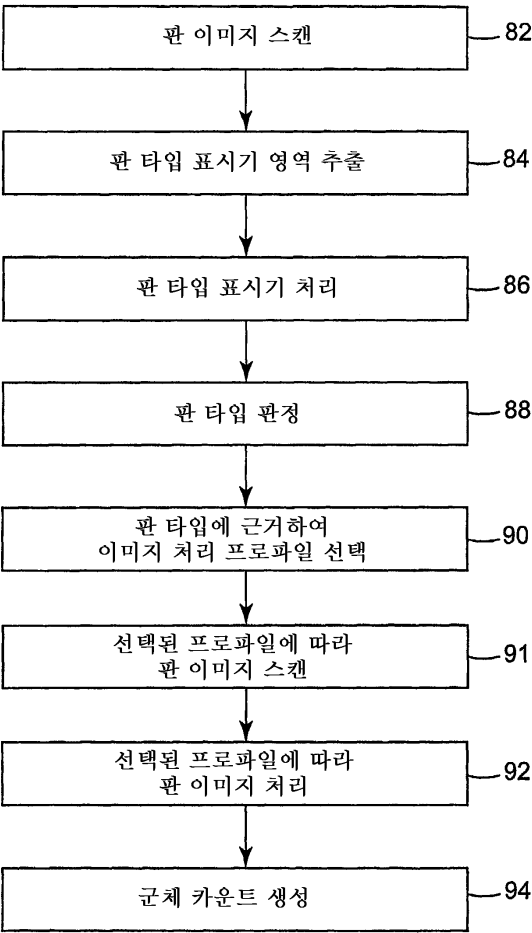 판 이미지 스캔
82
판 타입 표시기 영역 추출
84
판 타입 표시기 처리
86
판 타입 판정
88
판 타입에 근거하여
이미지 처리 프로파일 선택
90
선택된 프로파일에 따라
판 이미지 스캔
91
선택된 프로파일에 따라
판 이미지 처리
92
군체 카운트 생성
94